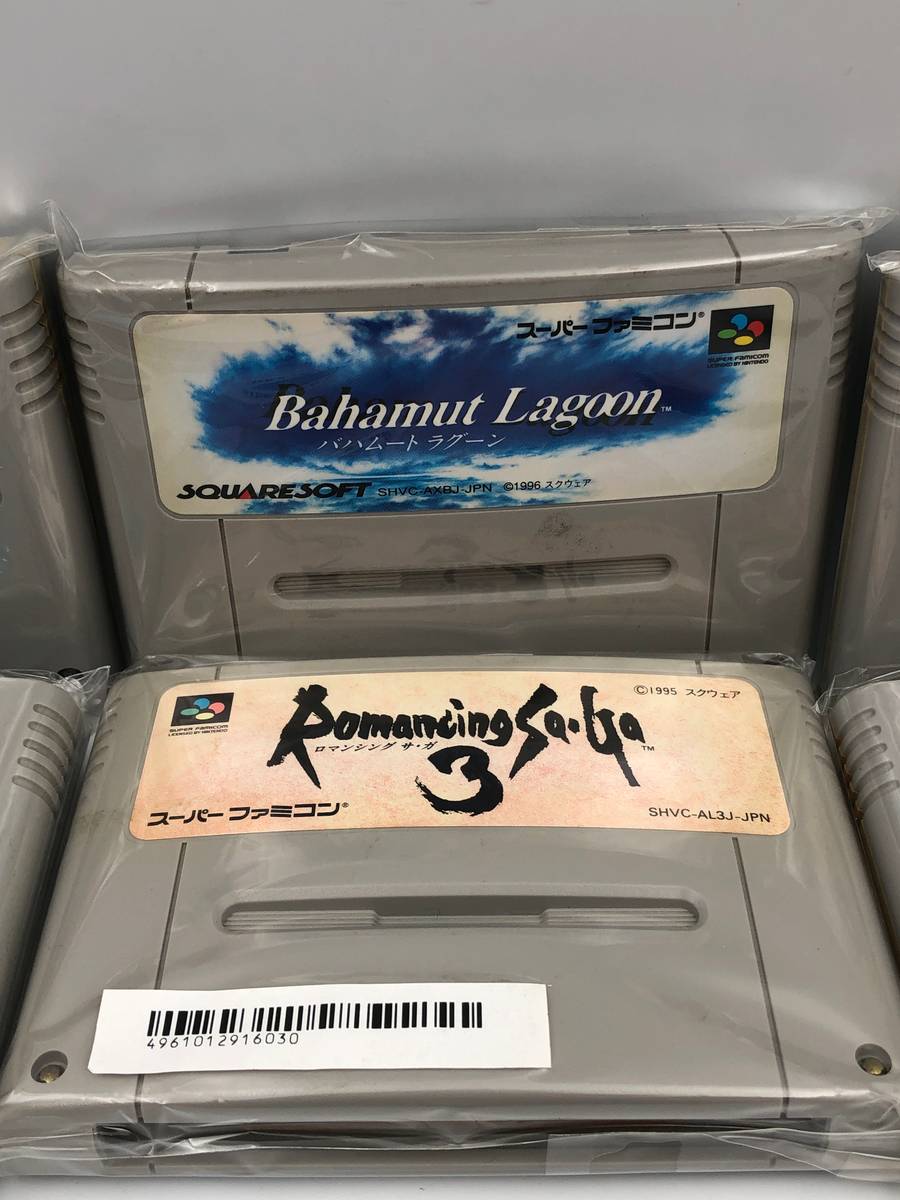 スーパーファミコン®
SUPER FAMICOM
LICENSED BY NINTENDO
Bahamut Lagoon™
バハムート ラグーン
SQUARESOFT SHVC-AXBJ-JPN ©1996 スクウェア
©1995 スクウェア
SUPER FAMICOM
LICENSED BY NINTENDO
Romancing Sa・Ga™
ロマンシング サ・ガ
3
スーパーファミコン®
SHVC-AL3J-JPN
4961012916030